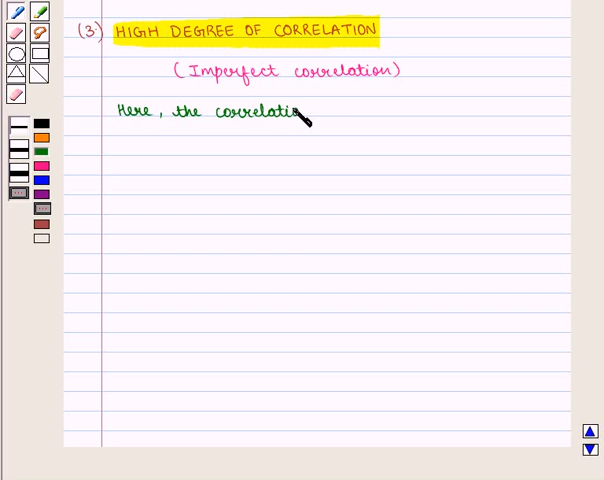 (3.) HIGH DEGREE OF CORRELATION
(Imperfect correlation)
Here, the correlatio